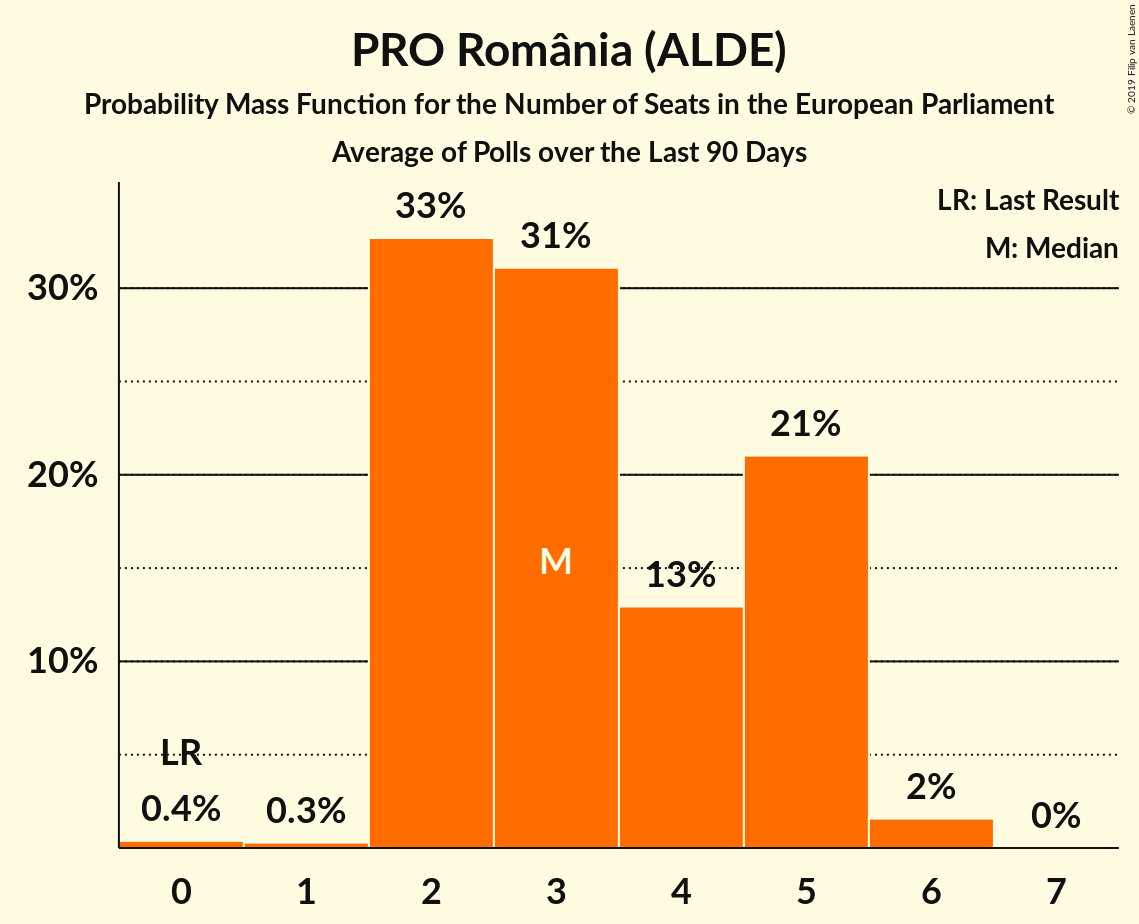 PRO România (ALDE)
Probability Mass Function for the Number of Seats in the European Parliament
Average of Polls over the Last 90 Days
© 2019 Filip van Laenen
LR: Last Result
M: Median
33%
31%
30%
21%
20%
M
13%
10%
LR
0.4%
0.3%
2%
0%
0 1 2 3 4 5 6 7